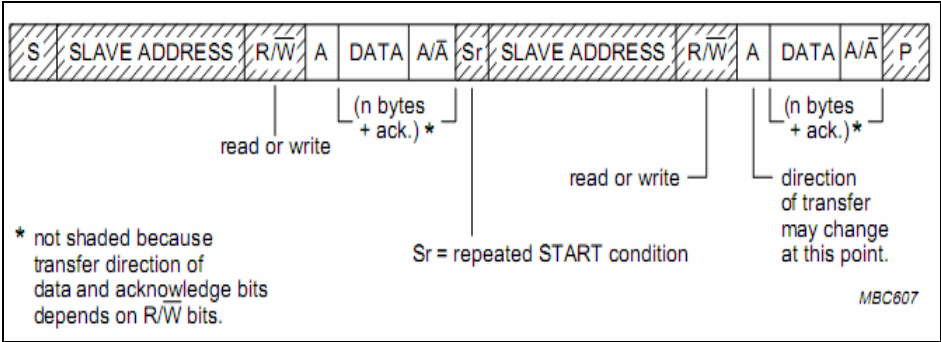 S SLAVE ADDRESS R/W̅ A DATA A/A̅ Sr SLAVE ADDRESS R/W̅ A DATA A/A̅ P
(n bytes
+ ack.) *
read or write
(n bytes
+ ack.) *
read or write
direction
of transfer
may change
at this point.
Sr = repeated START condition
* not shaded because
transfer direction of
data and acknowledge bits
depends on R/W̅ bits.
MBC607